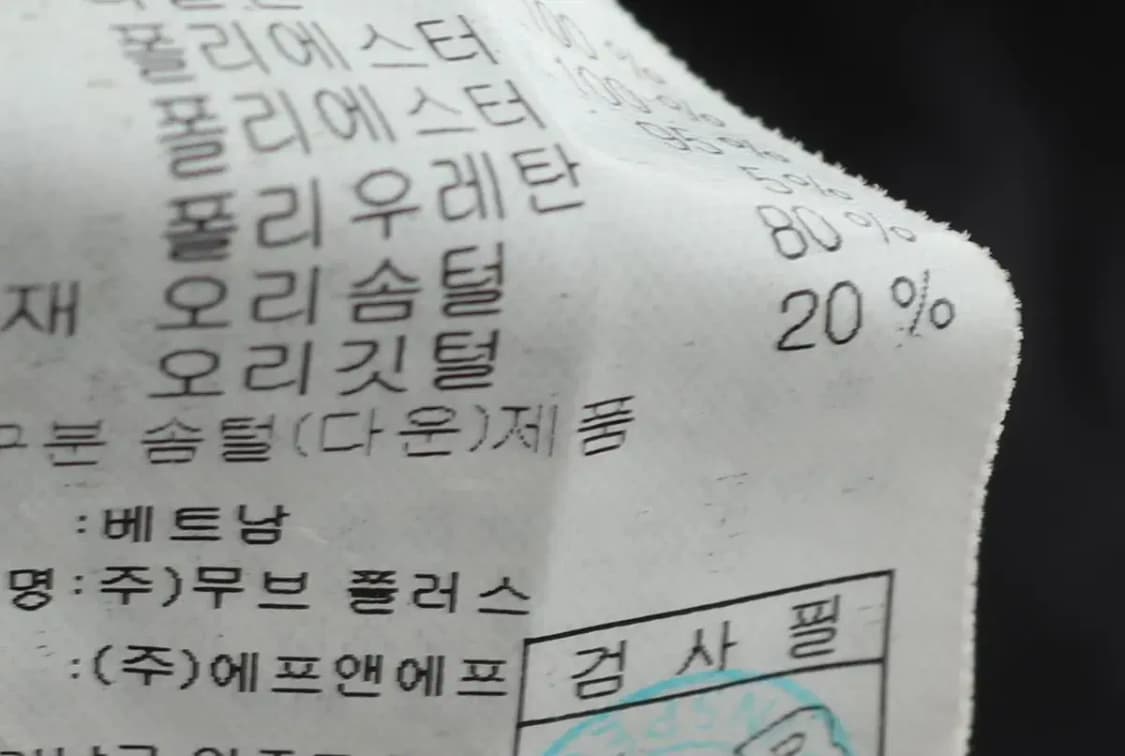 폴리에스터 100 %
폴리에스터 100 %
폴리우레탄 95 %
5 %
재 오리솜털 80 %
오리깃털 20 %
구분 솜털(다운)제품
:베트남
명:주)무브 플러스
:(주)에프앤에프
검 사 필